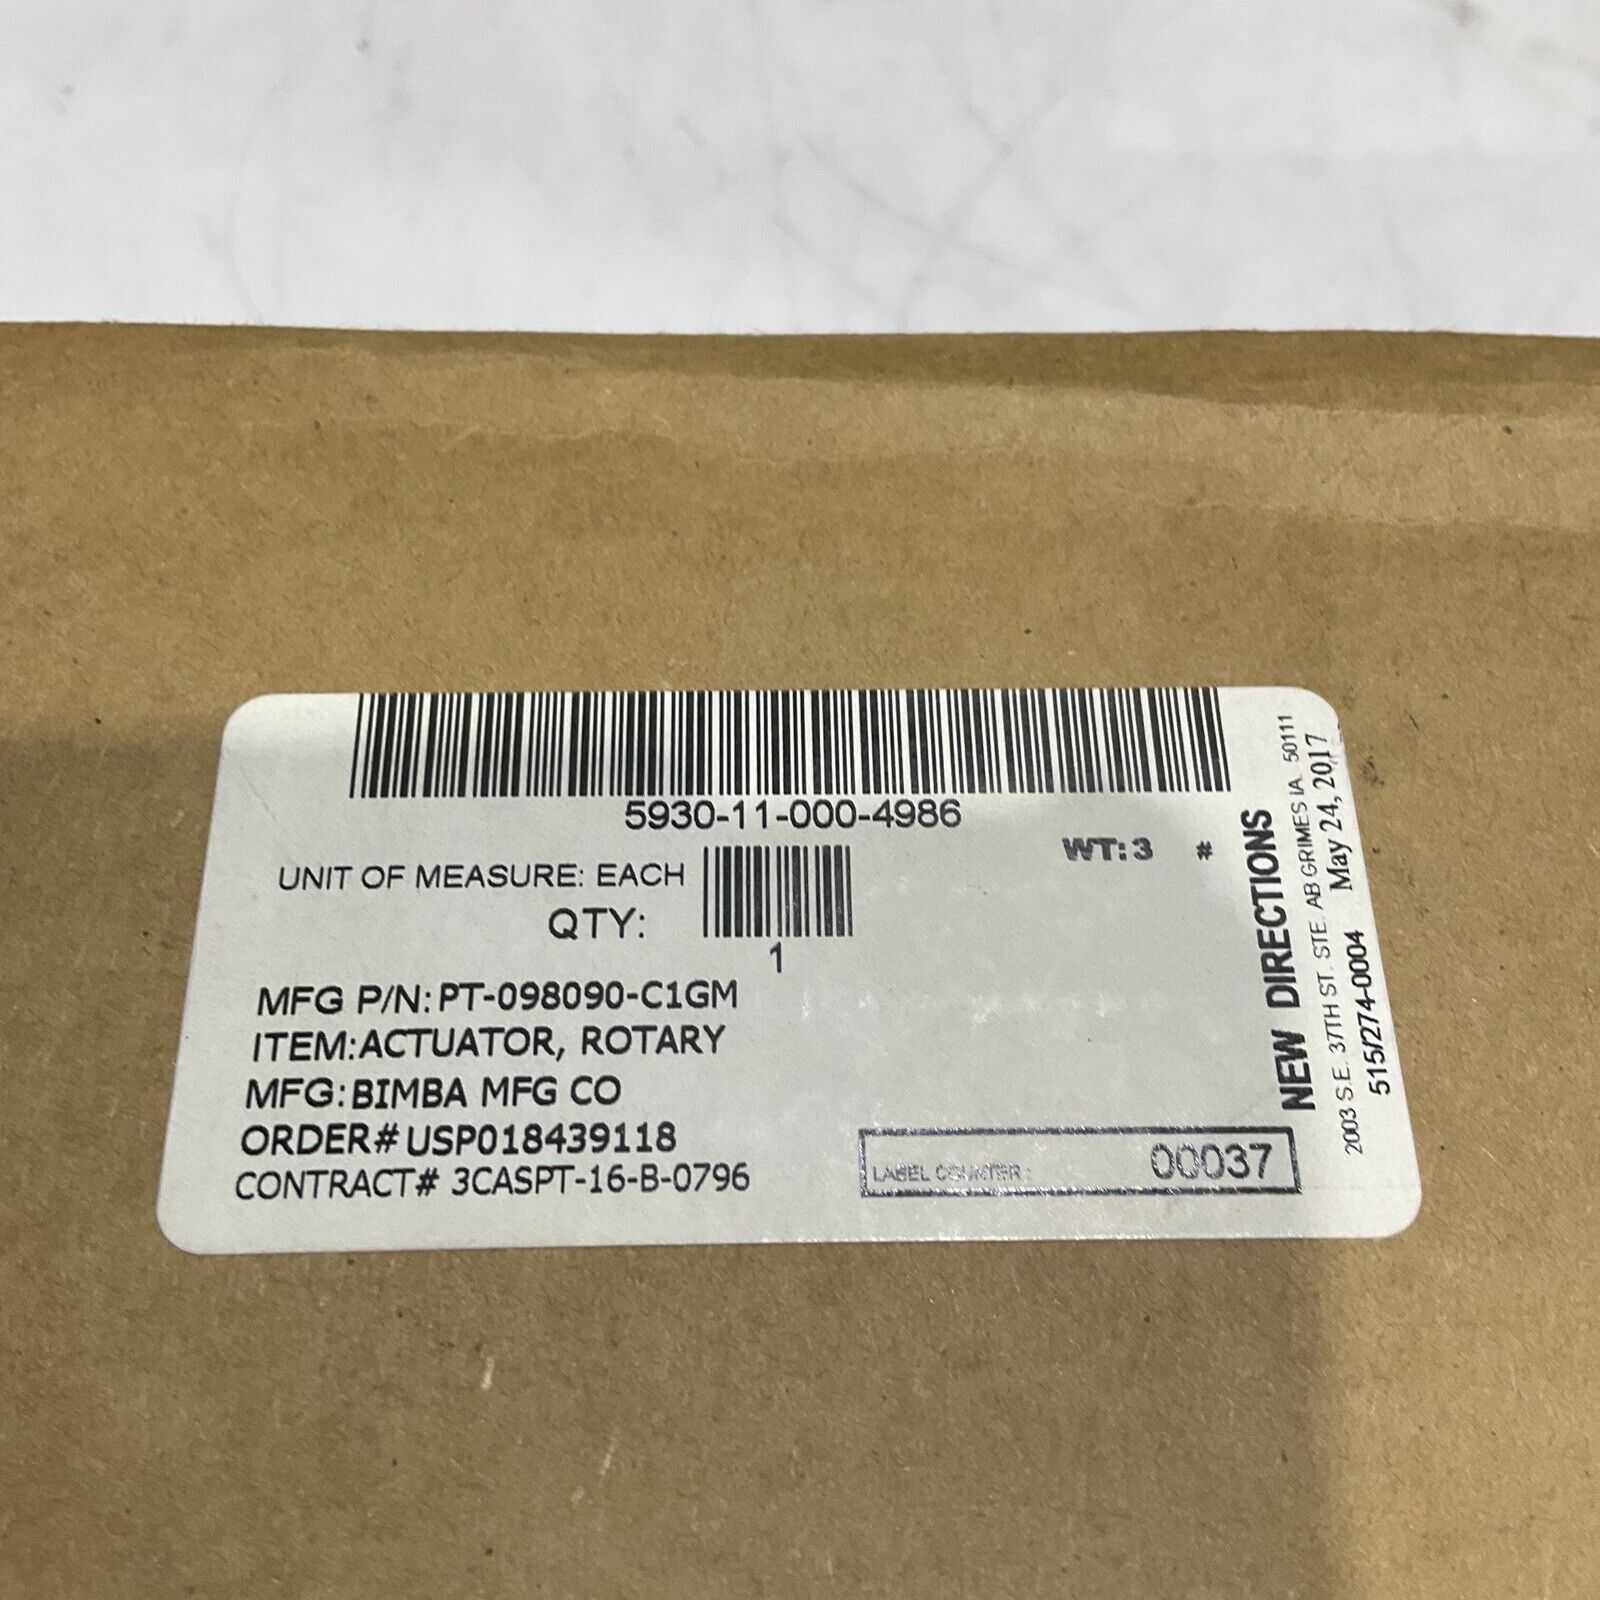 5930-11-000-4986
WT: 3 #
UNIT OF MEASURE: EACH
QTY:
1
MFG P/N: PT-098090-C1GM
ITEM: ACTUATOR, ROTARY
MFG: BIMBA MFG CO
ORDER# USP018439118
CONTRACT# 3CASPT-16-B-0796
LABEL COUNTER: 00037
NEW DIRECTIONS
2003 S.E. 37TH ST. STE. AB GRIMES IA. 50111
515/274-0004 May 24, 2017